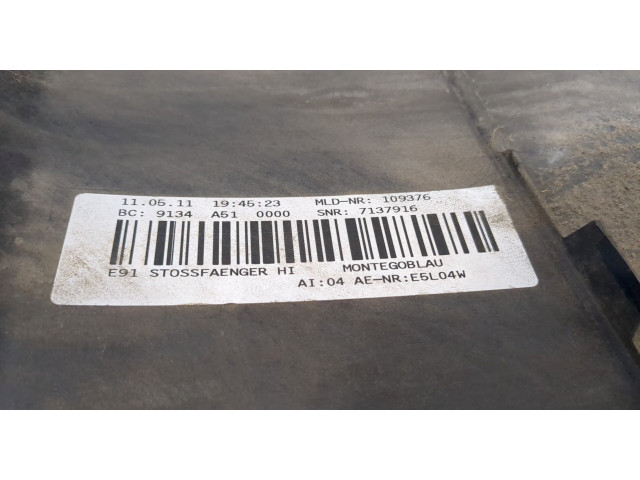 11.05.11 19:45:23 MLD-NR: 109376
BC: 9134 A51 0000 SNR: 7137916
E91 STOSSFAENGER HI MONTEGOBLAU
AI:04 AE-NR:E5L04W